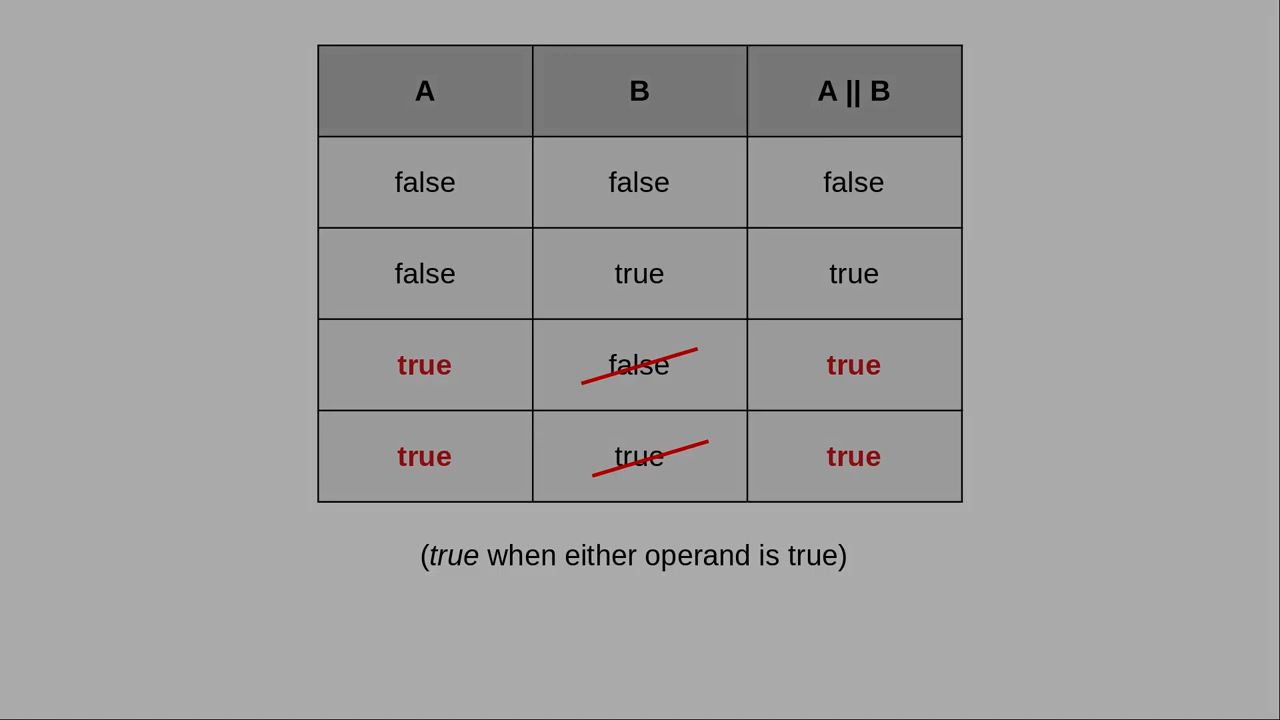 A B A || B
false false false
false true true
true false true
true true true
(true when either operand is true)